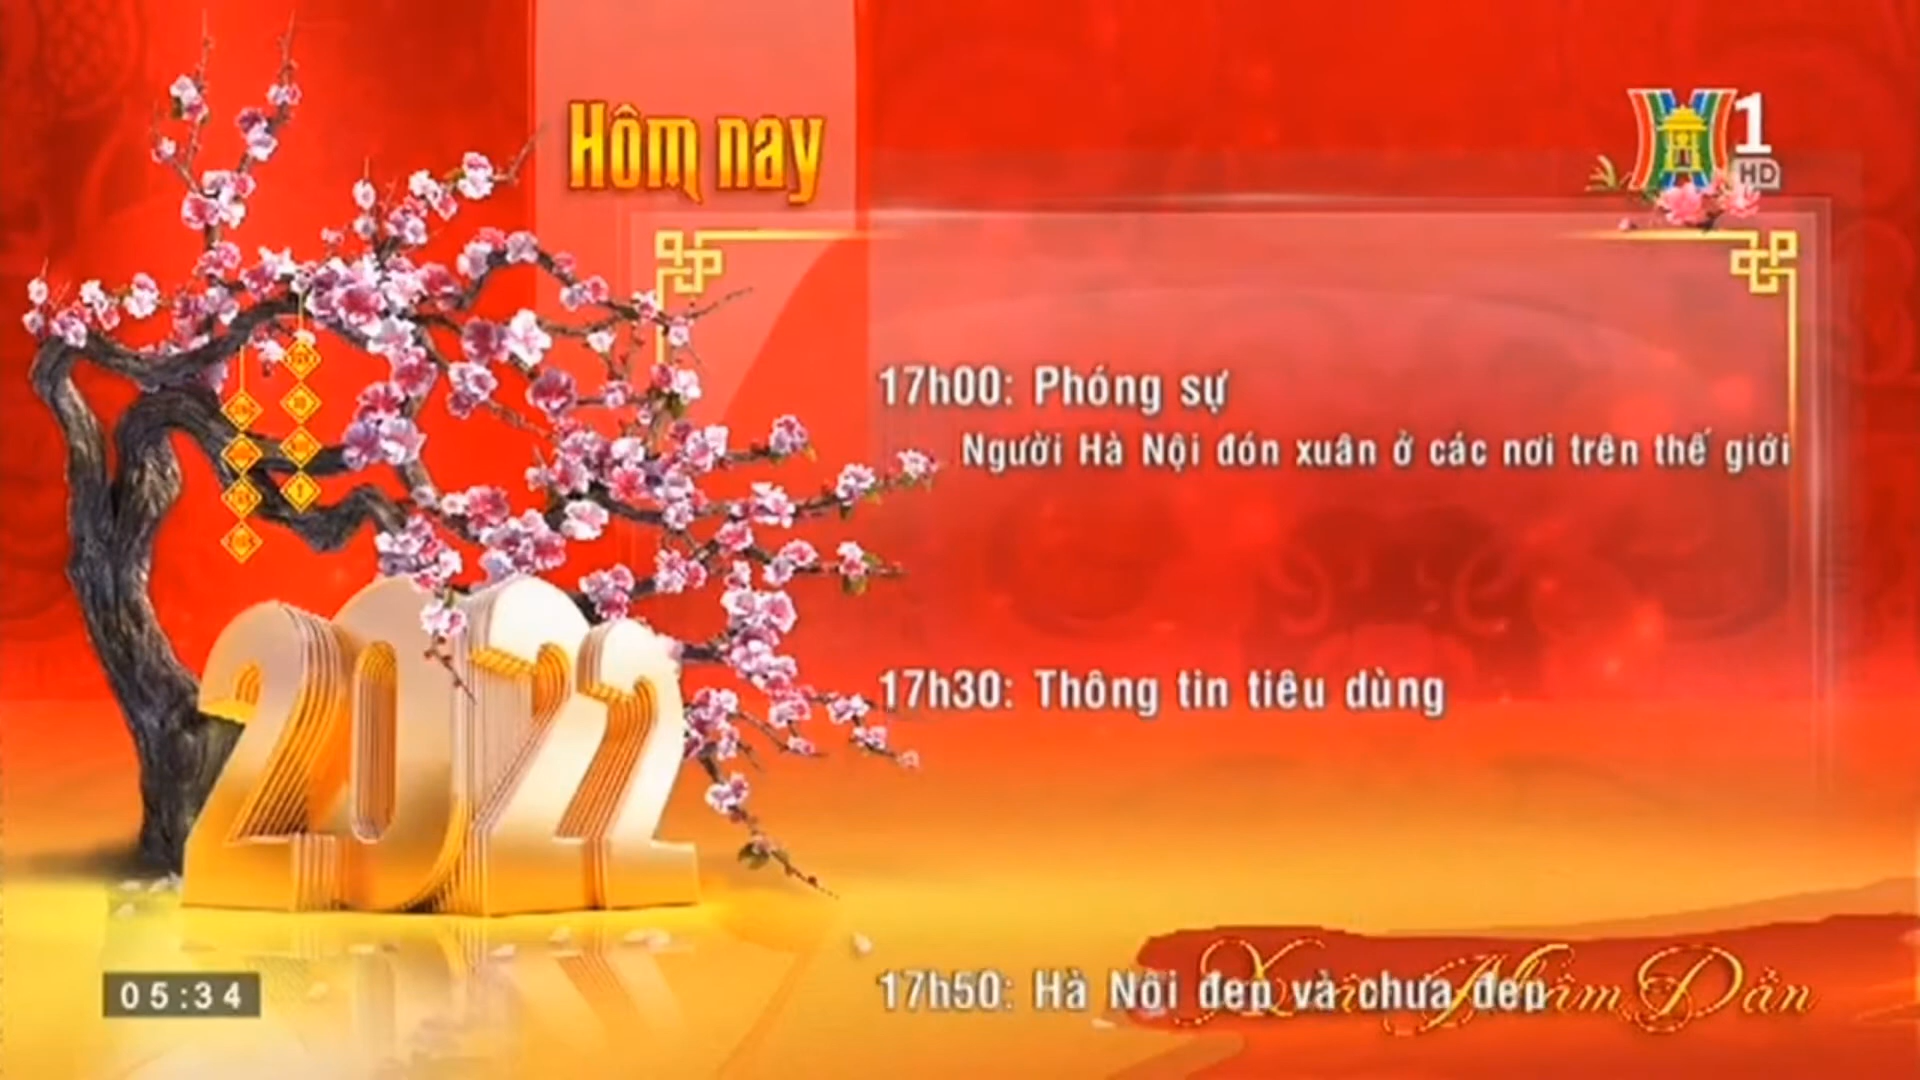 Hôm nay
1
HD
17h00: Phóng sự
Người Hà Nội đón xuân ở các nơi trên thế giới
17h30: Thông tin tiêu dùng
2022
17h50: Hà Nội đẹp và chưa đẹp
Xuân Nhâm Dần
05:34